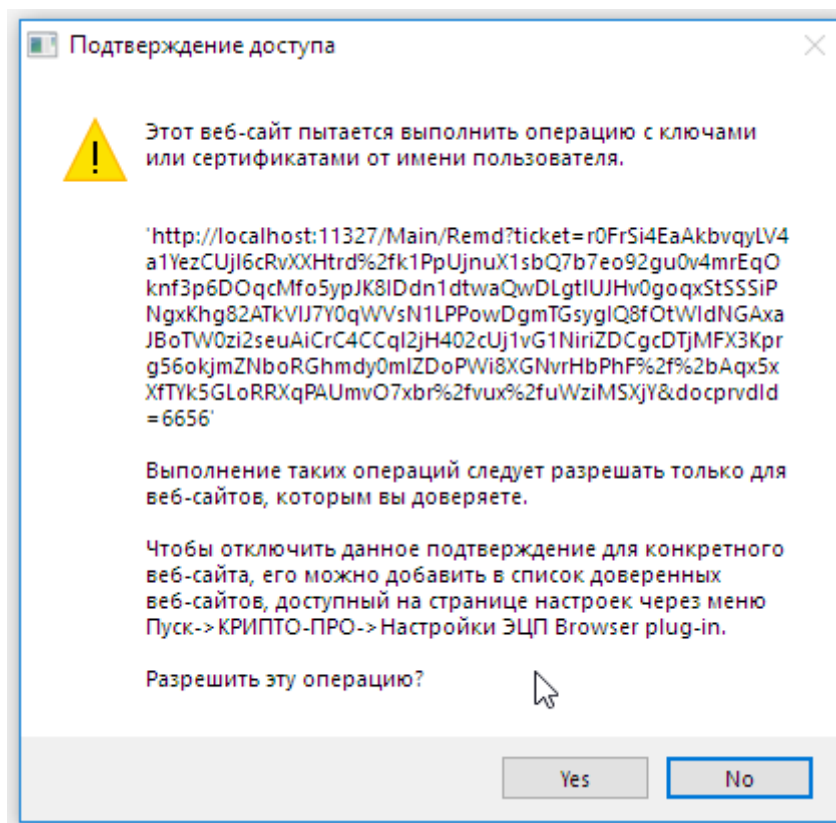 Подтверждение доступа
Этот веб-сайт пытается выполнить операцию с ключами
или сертификатами от имени пользователя.
'http://localhost:11327/Main/Remd?ticket=r0FrSi4EaAkbvqyLV4
a1YezCUjI6cRvXXHtrd%2fk1PpUjnuX1sbQ7b7eo92gu0v4mrEqO
knf3p6DOqcMfo5ypJK8IDdn1dtwaQwDLgtIUJHv0goqxStSSSiP
NgxKhg82ATkVIJ7Y0qWVsN1LPPowDgmTGsygIQ8fOtWIdNGAxa
JBoTW0zi2seuAiCrC4CCqI2jH402cUj1vG1NiriZDCgcDTjMFX3Kpr
g56okjmZNboRGhmdy0mIZDoPWi8XGNvrHbPhF%2f%2bAqx5x
XfTYk5GLoRRXqPAUmvO7xbr%2fvux%2fuWziMSXjY&docprvdId
=6656'
Выполнение таких операций следует разрешать только для
веб-сайтов, которым вы доверяете.
Чтобы отключить данное подтверждение для конкретного
веб-сайта, его можно добавить в список доверенных
веб-сайтов, доступный на странице настроек через меню
Пуск->КРИПТО-ПРО->Настройки ЭЦП Browser plug-in.
Разрешить эту операцию?
Yes
No